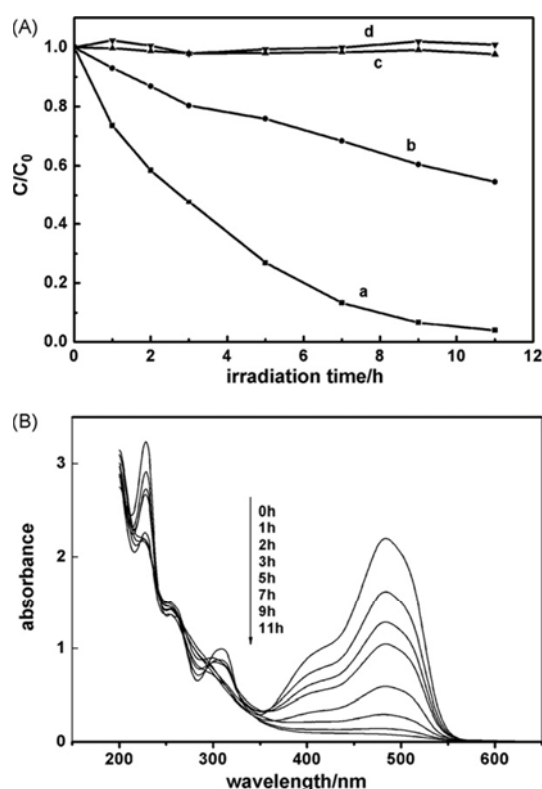 (A)
C/C0
1.0
0.8
0.6
0.4
0.2
0.0
d
c
b
a
0 2 4 6 8 10 12
irradiation time/h
(B)
absorbance
3
2
1
0
0h
1h
2h
3h
5h
7h
9h
11h
200 300 400 500 600
wavelength/nm